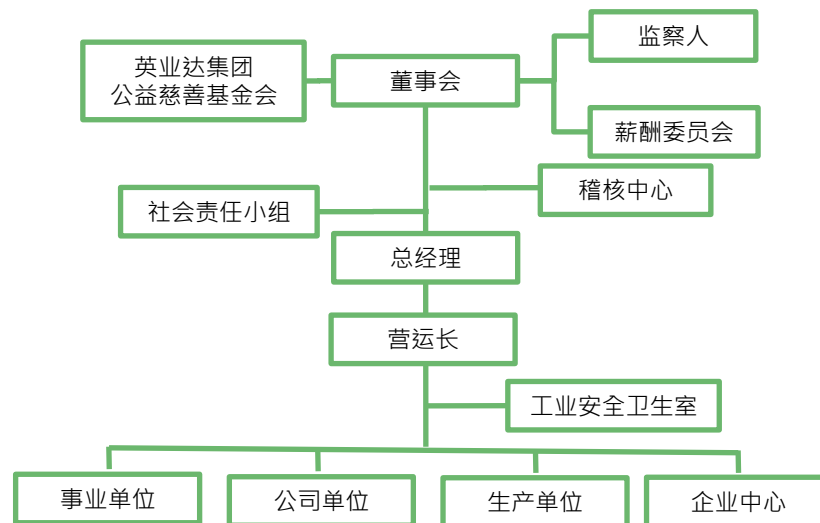 监察人
英业达集团
公益慈善基金会
董事会
薪酬委员会
稽核中心
社会责任小组
总经理
营运长
工业安全卫生室
事业单位
公司单位
生产单位
企业中心